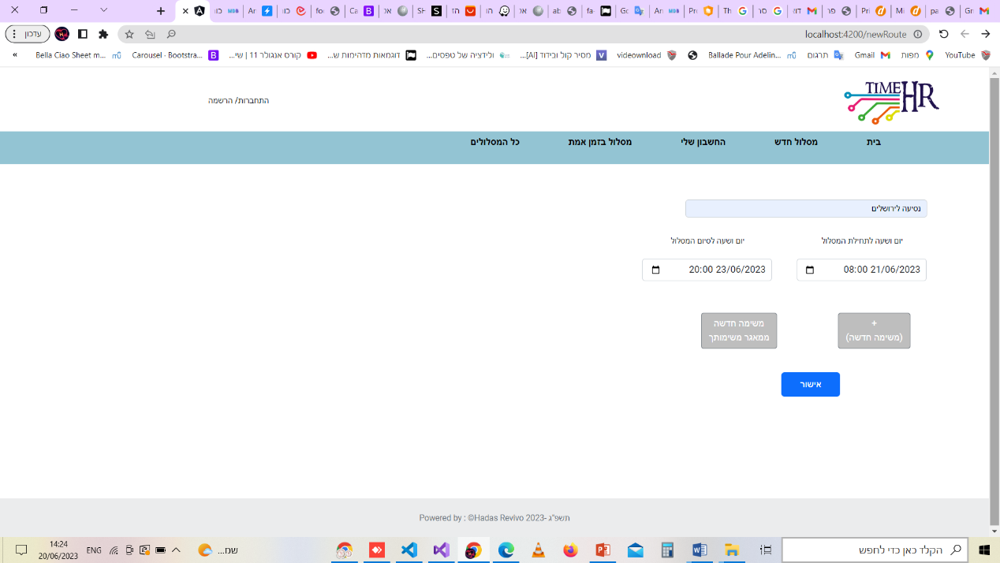 עדכון
localhost:4200/newRoute
YouTube
מפות
Gmail
תרגום
Ballade Pour Adelin...
videownload
מסיר קול ובידוד [AI]...
ולידציה של טפסים...
דוגמאות מדהימות ש...
קורס אנגולר 11 | שי...
Carousel · Bootstra...
Bella Ciao Sheet m...
»
TIME HR
התחברות/ הרשמה
בית
מסלול חדש
החשבון שלי
מסלול בזמן אמת
כל המסלולים
נסיעה לירושלים
יום ושעה לתחילת המסלול
יום ושעה לסיום המסלול
21/06/2023 08:00
23/06/2023 20:00
+
(משימה חדשה)
משימה חדשה
ממאגר משימותך
אישור
Powered by : ©Hadas Revivo 2023- תשפ"ג
הקלד כאן כדי לחפש
שמ...
ENG
14:24
20/06/2023